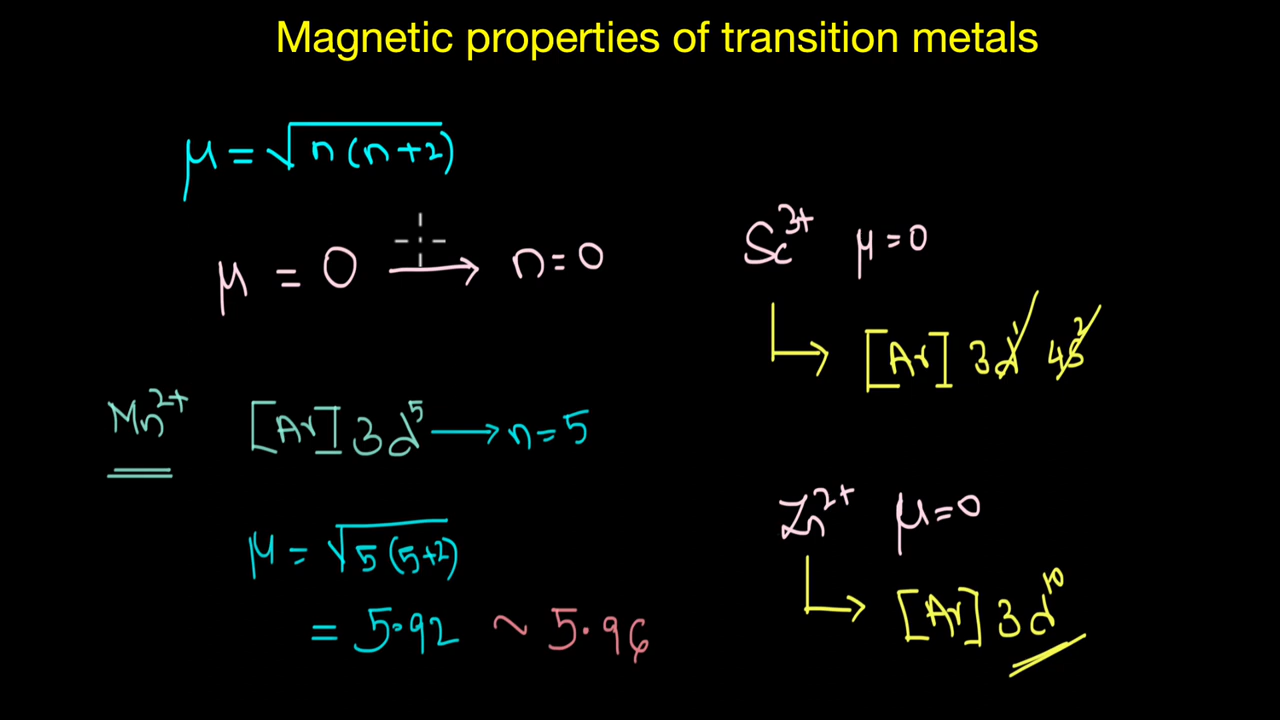 Magnetic properties of transition metals
μ = √n(n+2)
μ = 0 → n=0
Mn²⁺ [Ar] 3d⁵ → n=5
μ = √5(5+2)
= 5.92 ~ 5.96
Sc³⁺ μ=0
↳ [Ar] 3d¹ 4s²
Zn²⁺ μ=0
↳ [Ar] 3d¹⁰